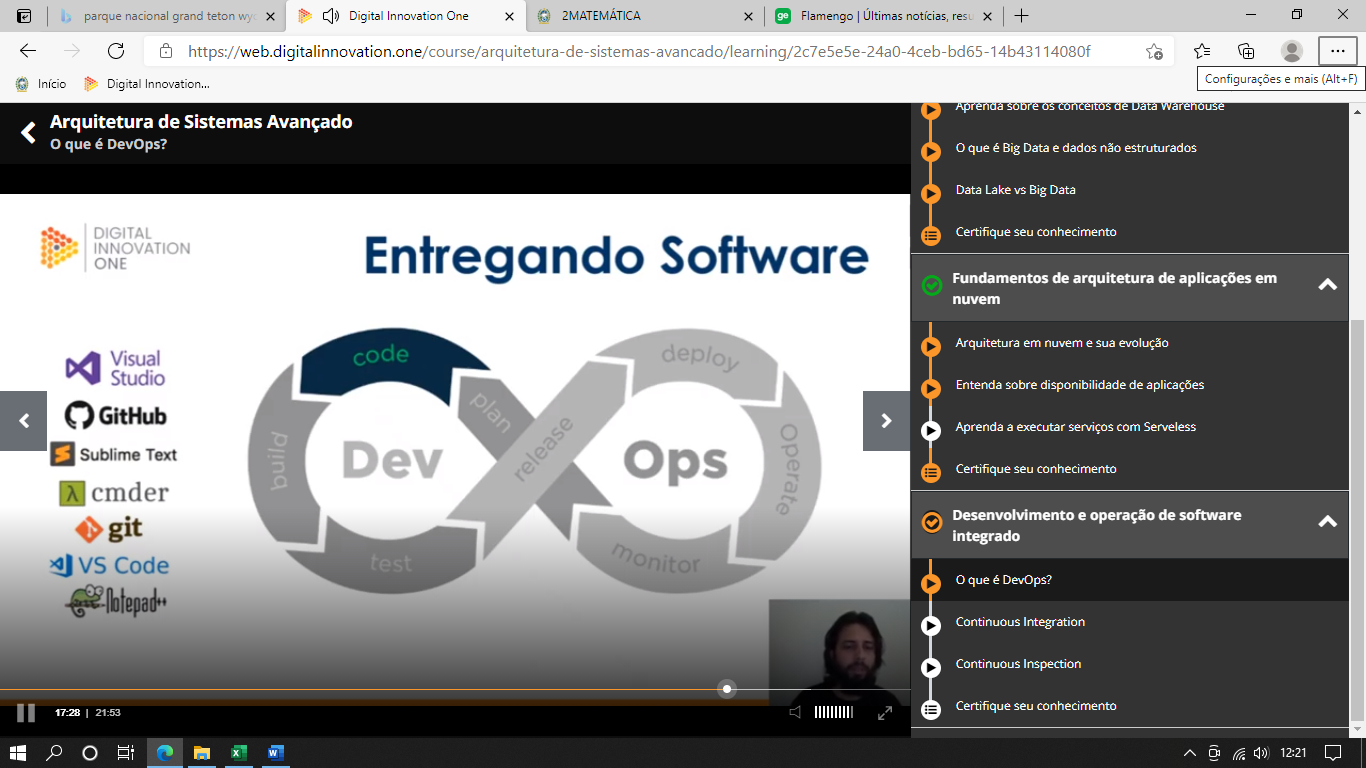 parque nacional grand teton wy
Digital Innovation One
2MATEMÁTICA
ge
Flamengo | Últimas notícias, resu
https://web.digitalinnovation.one/course/arquitetura-de-sistemas-avancado/learning/2c7e5e5e-24a0-4ceb-bd65-14b43114080f
Configurações e mais (Alt+F)
Início
Digital Innovation...
Arquitetura de Sistemas Avançado
O que é DevOps?
DIGITAL
INNOVATION
ONE
Entregando Software
Visual
Studio
GitHub
Sublime Text
λ cmder
git
VS Code
Notepad++
code
plan
build
Dev
test
release
deploy
Ops
Operate
monitor
17:28 | 21:53
Aprenda sobre os conceitos de Data Warehouse
O que é Big Data e dados não estruturados
Data Lake vs Big Data
Certifique seu conhecimento
Fundamentos de arquitetura de aplicações em
nuvem
Arquitetura em nuvem e sua evolução
Entenda sobre disponibilidade de aplicações
Aprenda a executar serviços com Serveless
Certifique seu conhecimento
Desenvolvimento e operação de software
integrado
O que é DevOps?
Continuous Integration
Continuous Inspection
Certifique seu conhecimento
12:21